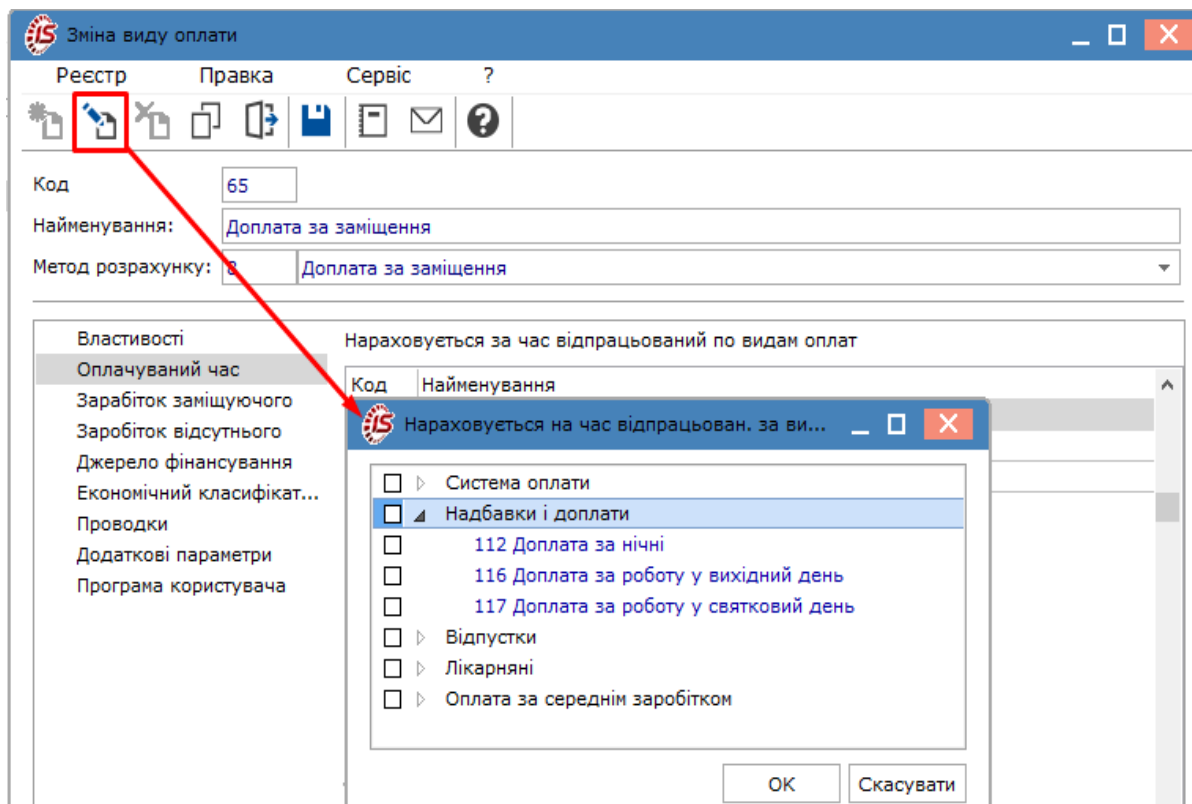 Зміна виду оплати
Реєстр Правка Сервіс ?
Код 65
Найменування: Доплата за заміщення
Метод розрахунку: 8 Доплата за заміщення
Властивості
Оплачуваний час
Зарабіток заміщуючого
Заробіток відсутнього
Джерело фінансування
Економічний класифікат...
Проводки
Додаткові параметри
Програма користувача
Нараховується за час відпрацьований по видам оплат
Код Найменування
Нараховується на час відпрацьован. за ви...
Система оплати
Надбавки і доплати
112 Доплата за нічні
116 Доплата за роботу у вихідний день
117 Доплата за роботу у святковий день
Відпустки
Лікарняні
Оплата за середнім заробітком
ОК Скасувати